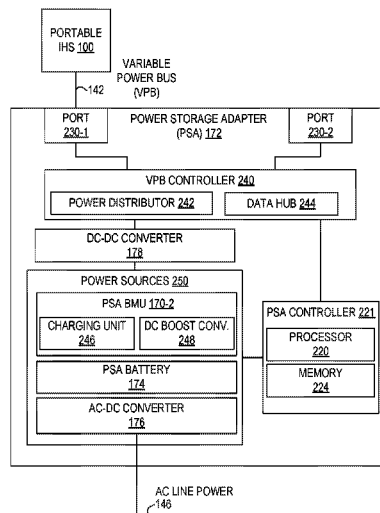 PORTABLE
IHS 100
142
VARIABLE
POWER BUS
(VPB)
PORT
230-1
POWER STORAGE
ADAPTER
(PSA) 172
PORT
230-2
VPB CONTROLLER 240
POWER DISTRIBUTOR 242
DATA HUB 244
DC-DC CONVERTER
178
POWER SOURCES 250
PSA BMU 170-2
CHARGING UNIT
246
DC BOOST CONV.
248
PSA BATTERY
174
AC-DC CONVERTER
176
PSA CONTROLLER 221
PROCESSOR
220
MEMORY
224
AC LINE POWER
146